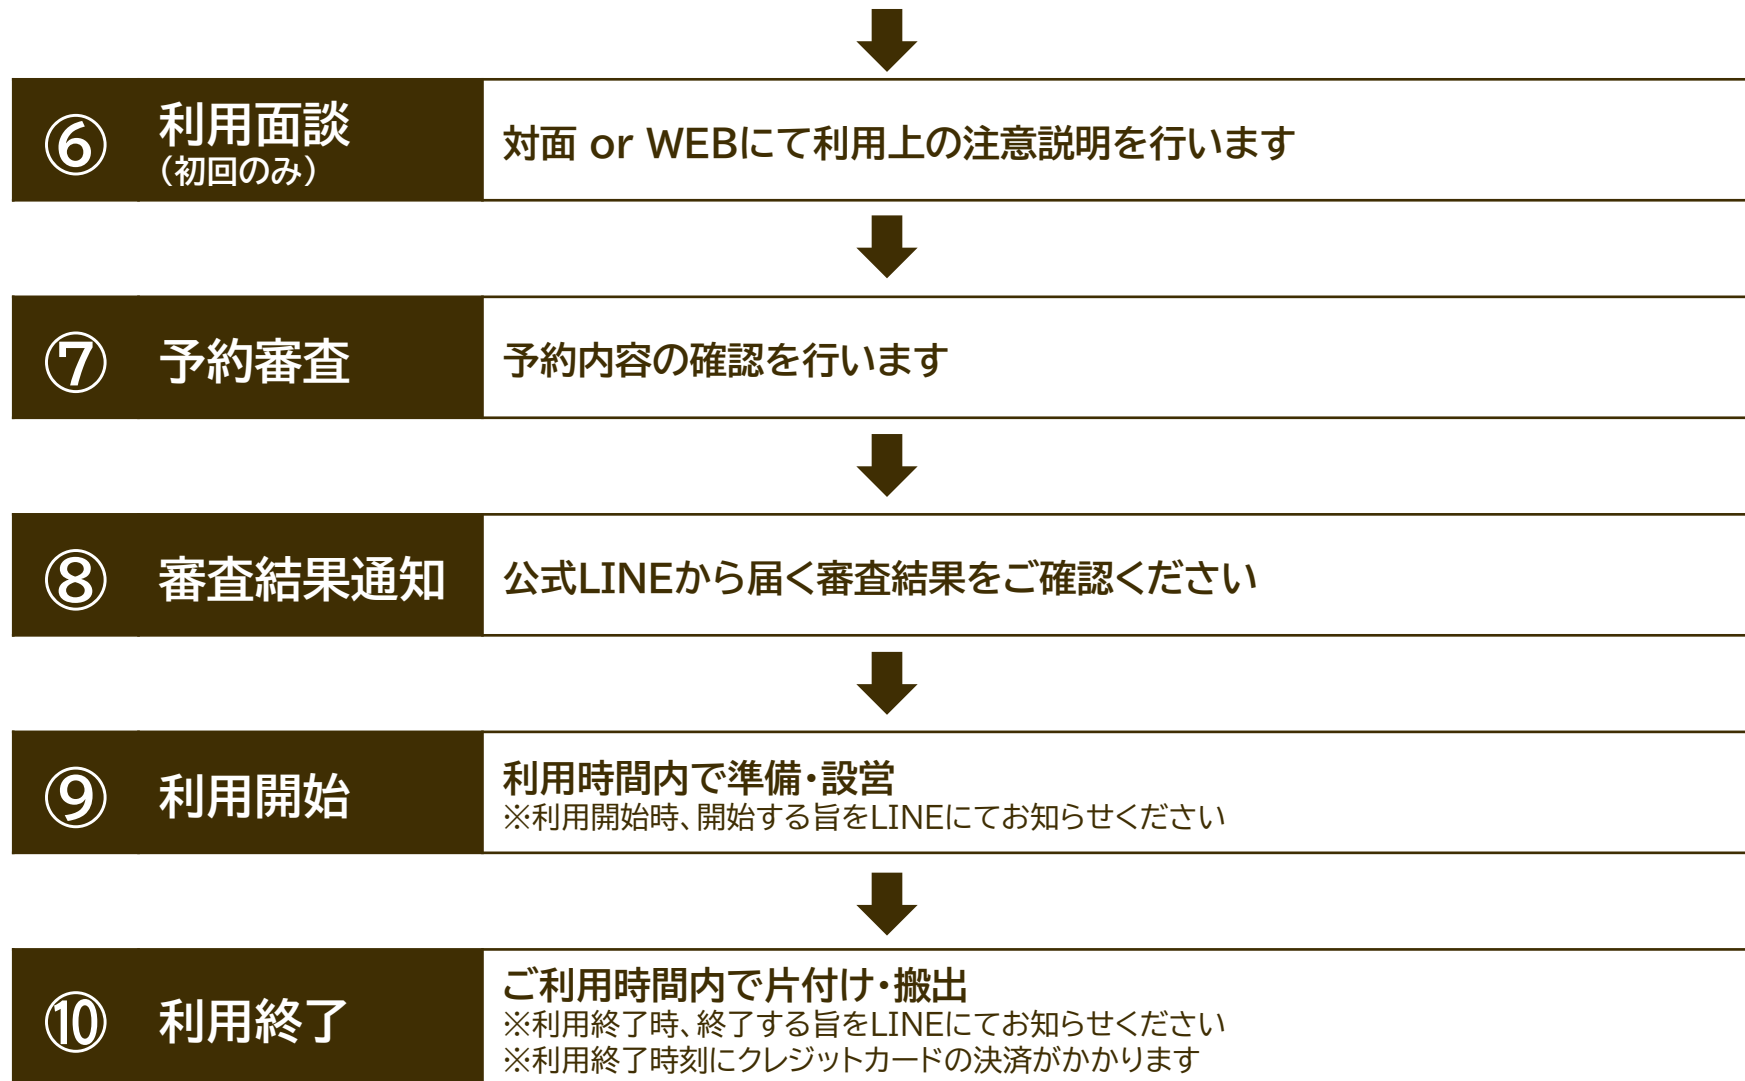 ⑥ 利用面談
(初回のみ)
対面 or WEBにて利用上の注意説明を行います
⑦ 予約審査
予約内容の確認を行います
⑧ 審査結果通知
公式LINEから届く審査結果をご確認ください
⑨ 利用開始
利用時間内で準備・設営
※利用開始時、開始する旨をLINEにてお知らせください
⑩ 利用終了
ご利用時間内で片付け・搬出
※利用終了時、終了する旨をLINEにてお知らせください
※利用終了時刻にクレジットカードの決済がかかります